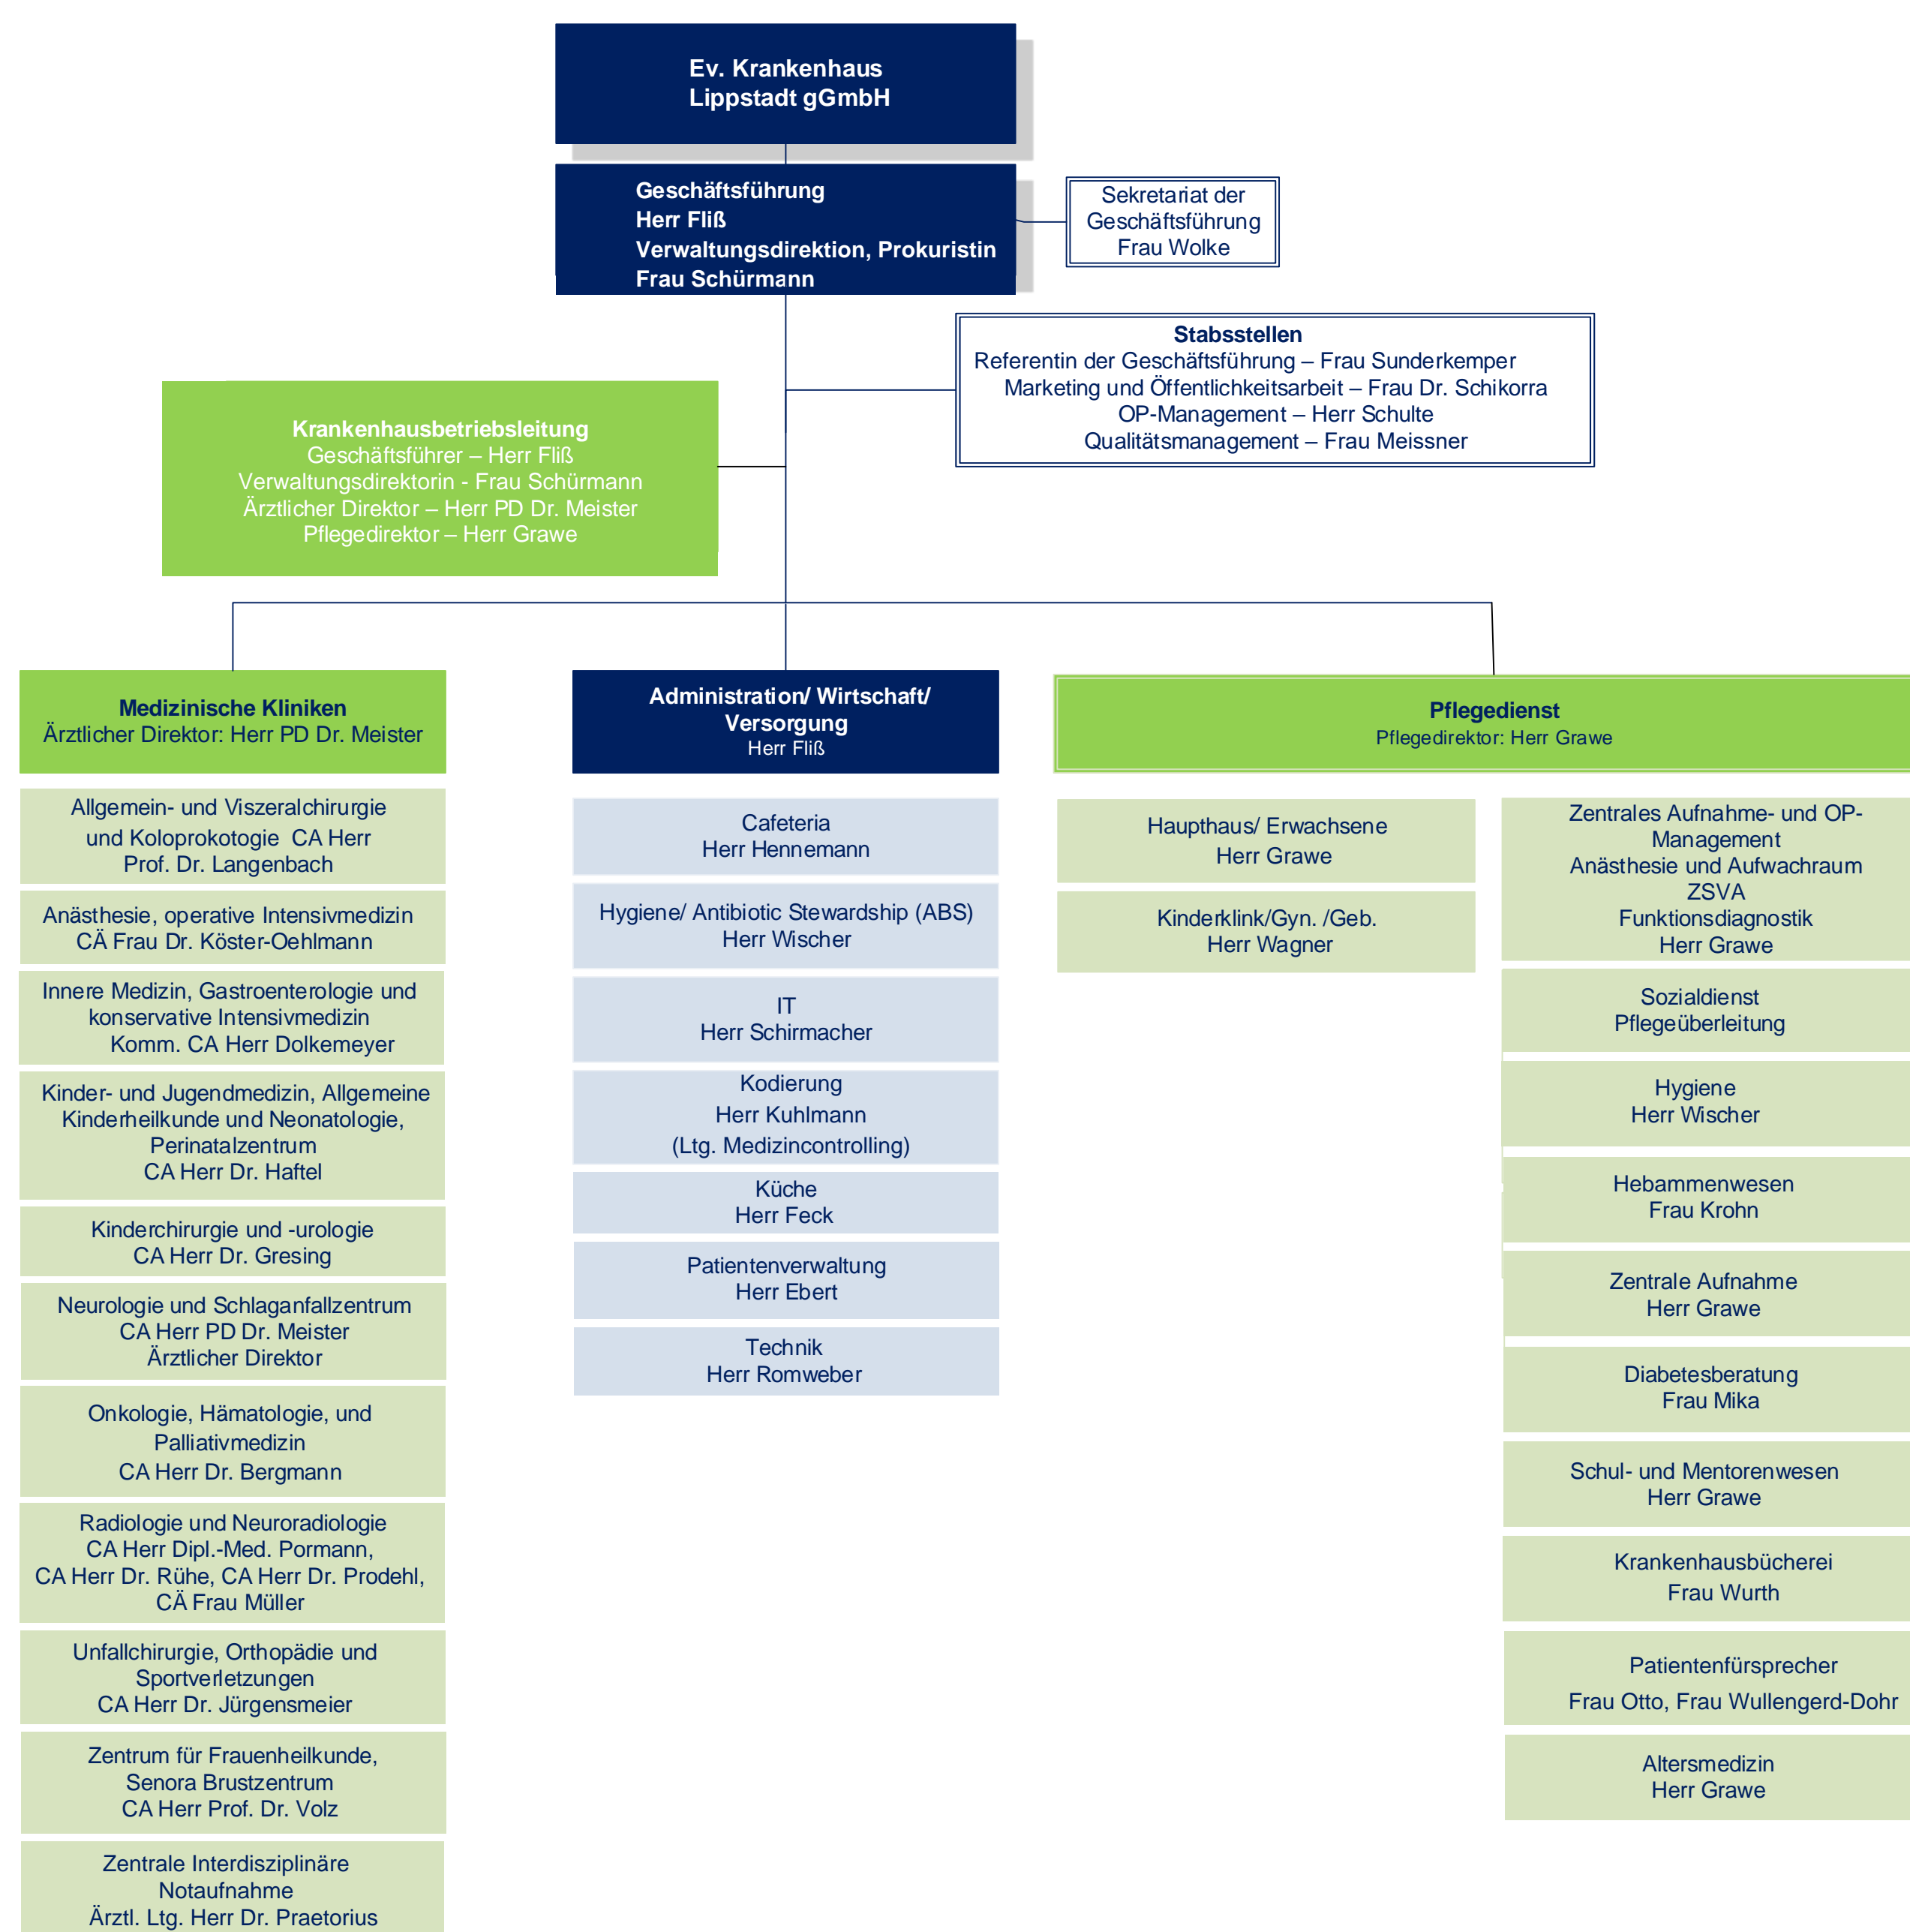 Ev. Krankenhaus
Lippstadt gGmbH
Geschäftsführung
Herr Fliß
Verwaltungsdirektion, Prokuristin
Frau Schürmann
Sekretariat der
Geschäftsführung
Frau Wolke
Stabsstellen
Referentin der Geschäftsführung – Frau Sunderkemper
Marketing und Öffentlichkeitsarbeit – Frau Dr. Schikorra
OP-Management – Herr Schulte
Qualitätsmanagement – Frau Meissner
Krankenhausbetriebsleitung
Geschäftsführer – Herr Fliß
Verwaltungsdirektorin - Frau Schürmann
Ärztlicher Direktor – Herr PD Dr. Meister
Pflegedirektor – Herr Grawe
Medizinische Kliniken
Ärztlicher Direktor: Herr PD Dr. Meister
Allgemein- und Viszeralchirurgie
und Koloprokotogie CA Herr
Prof. Dr. Langenbach
Anästhesie, operative Intensivmedizin
CÄ Frau Dr. Köster-Oehlmann
Innere Medizin, Gastroenterologie und
konservative Intensivmedizin
Komm. CA Herr Dolkemeyer
Kinder- und Jugendmedizin, Allgemeine
Kinderheilkunde und Neonatologie,
Perinatalzentrum
CA Herr Dr. Haftel
Kinderchirurgie und -urologie
CA Herr Dr. Gresing
Neurologie und Schlaganfallzentrum
CA Herr PD Dr. Meister
Ärztlicher Direktor
Onkologie, Hämatologie, und
Palliativmedizin
CA Herr Dr. Bergmann
Radiologie und Neuroradiologie
CA Herr Dipl.-Med. Pormann,
CA Herr Dr. Rühe, CA Herr Dr. Prodehl,
CÄ Frau Müller
Unfallchirurgie, Orthopädie und
Sportverletzungen
CA Herr Dr. Jürgensmeier
Zentrum für Frauenheilkunde,
Senora Brustzentrum
CA Herr Prof. Dr. Volz
Zentrale Interdisziplinäre
Notaufnahme
Ärztl. Ltg. Herr Dr. Praetorius
Administration/ Wirtschaft/
Versorgung
Herr Fliß
Cafeteria
Herr Hennemann
Hygiene/ Antibiotic Stewardship (ABS)
Herr Wischer
IT
Herr Schirmacher
Kodierung
Herr Kuhlmann
(Ltg. Medizincontrolling)
Küche
Herr Feck
Patientenverwaltung
Herr Ebert
Technik
Herr Romweber
Pflegedienst
Pflegedirektor: Herr Grawe
Haupthaus/ Erwachsene
Herr Grawe
Kinderklink/Gyn. /Geb.
Herr Wagner
Zentrales Aufnahme- und OP-
Management
Anästhesie und Aufwachraum
ZSVA
Funktionsdiagnostik
Herr Grawe
Sozialdienst
Pflegeüberleitung
Hygiene
Herr Wischer
Hebammenwesen
Frau Krohn
Zentrale Aufnahme
Herr Grawe
Diabetesberatung
Frau Mika
Schul- und Mentorenwesen
Herr Grawe
Krankenhausbücherei
Frau Wurth
Patientenfürsprecher
Frau Otto, Frau Wullengerd-Dohr
Altersmedizin
Herr Grawe